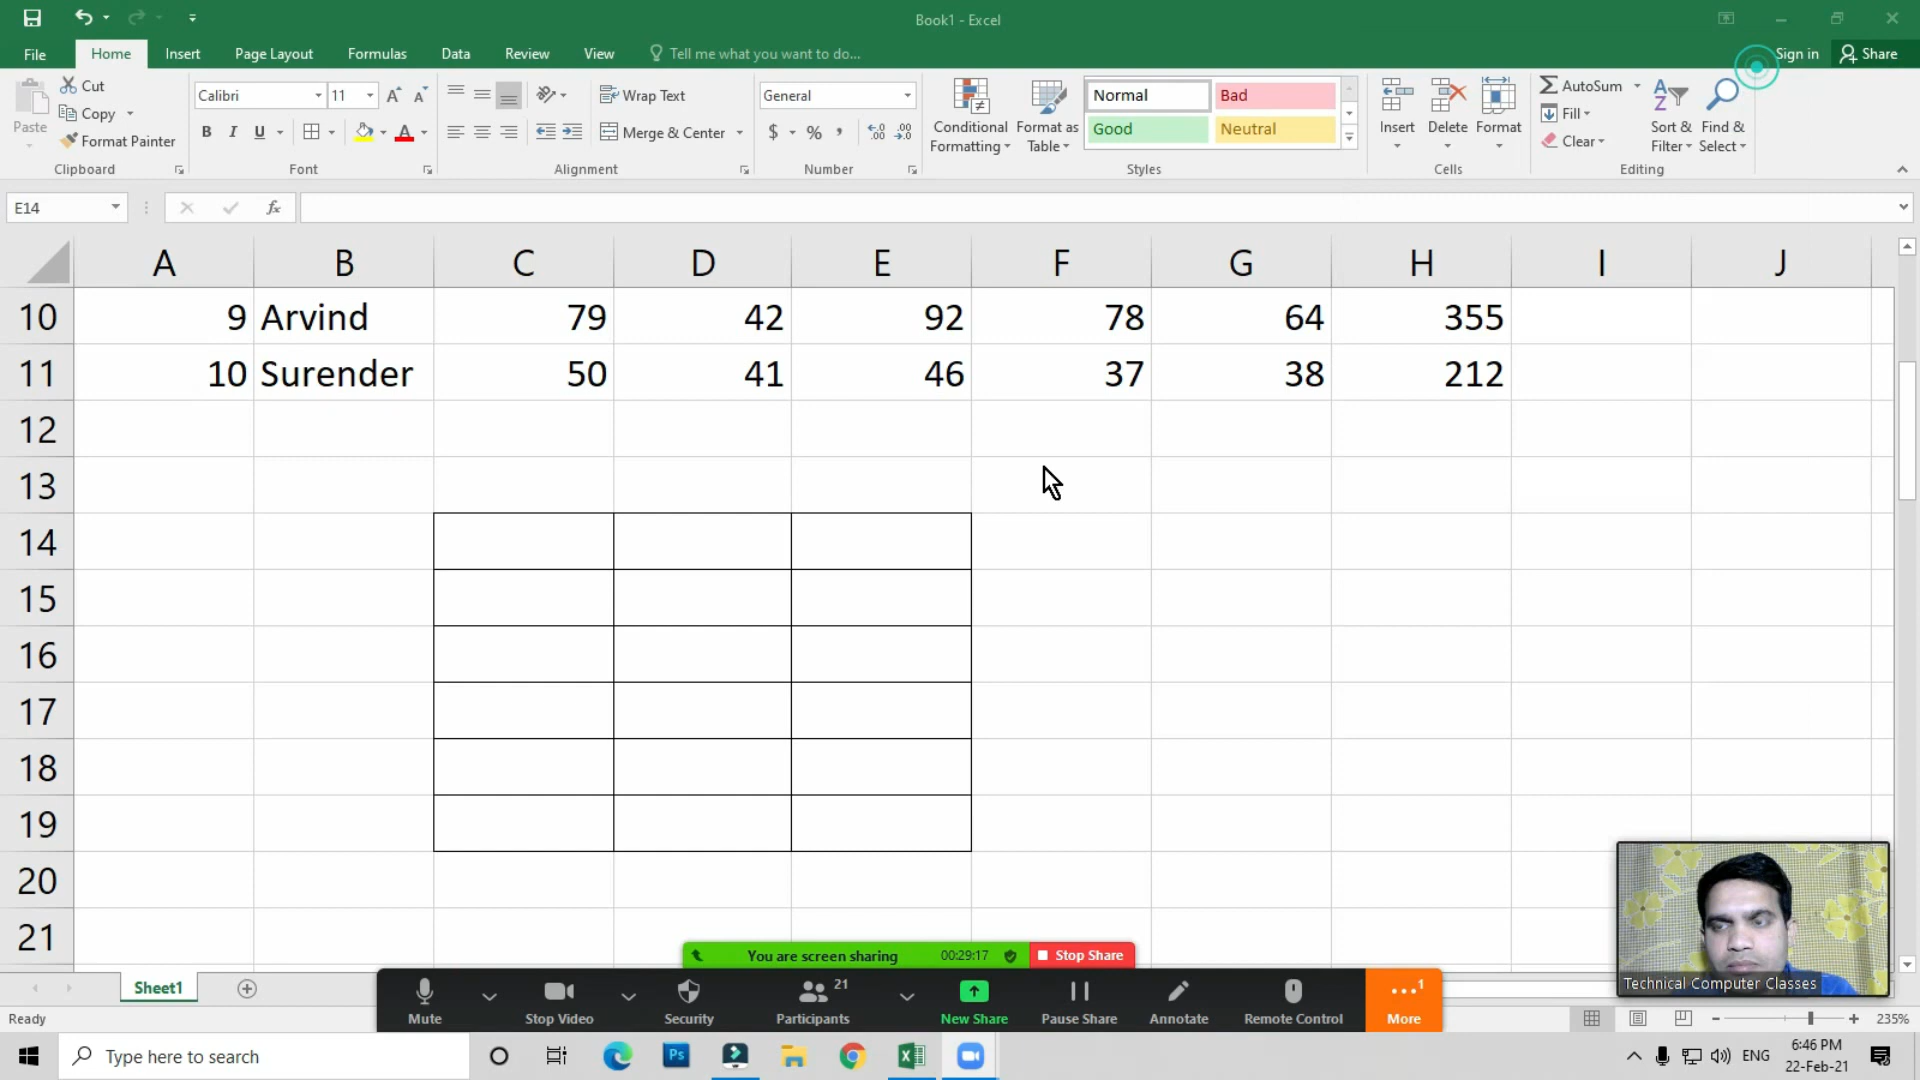 Book1 - Excel
File Home Insert Page Layout Formulas Data Review View Tell me what you want to do... Sign in Share
Cut
Copy
Format Painter
Paste
Clipboard
Calibri 11
B I U
Font
Wrap Text
Merge & Center
Alignment
General
$ % ,
Number
Conditional Formatting
Format as Table
Normal Bad
Good Neutral
Styles
Insert Delete Format
Cells
AutoSum
Fill
Clear
Sort & Filter
Find & Select
Editing
E14 fx
A B C D E F G H I J
10 9 Arvind 79 42 92 78 64 355
11 10 Surender 50 41 46 37 38 212
12
13
14
15
16
17
18
19
20
21
Technical Computer Classes
You are screen sharing 00:29:17 Stop Share
Sheet1
Mute Stop Video Security Participants 21 New Share Pause Share Annotate Remote Control More 1
Ready 235%
Type here to search Ps ENG 6:46 PM
22-Feb-21